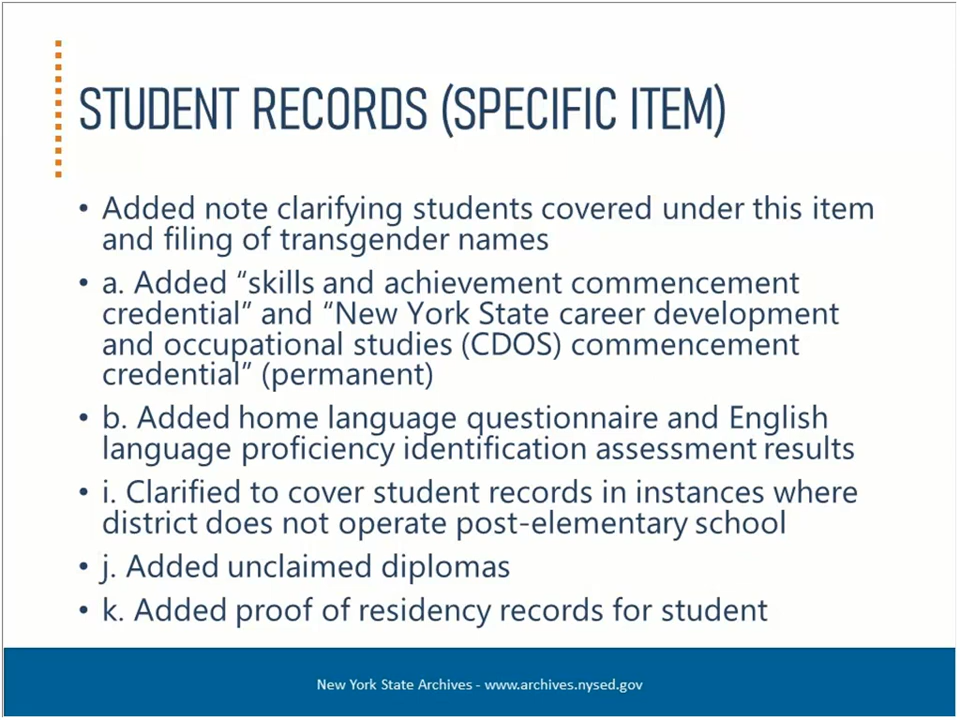 STUDENT RECORDS (SPECIFIC ITEM)
• Added note clarifying students covered under this item
and filing of transgender names
• a. Added “skills and achievement commencement
credential” and “New York State career development
and occupational studies (CDOS) commencement
credential” (permanent)
• b. Added home language questionnaire and English
language proficiency identification assessment results
• i. Clarified to cover student records in instances where
district does not operate post-elementary school
• j. Added unclaimed diplomas
• k. Added proof of residency records for student
New York State Archives - www.archives.nysed.gov